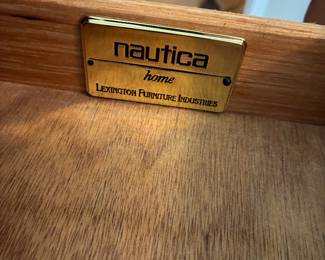 nautica
home
LEXINGTON FURNITURE INDUSTRIES